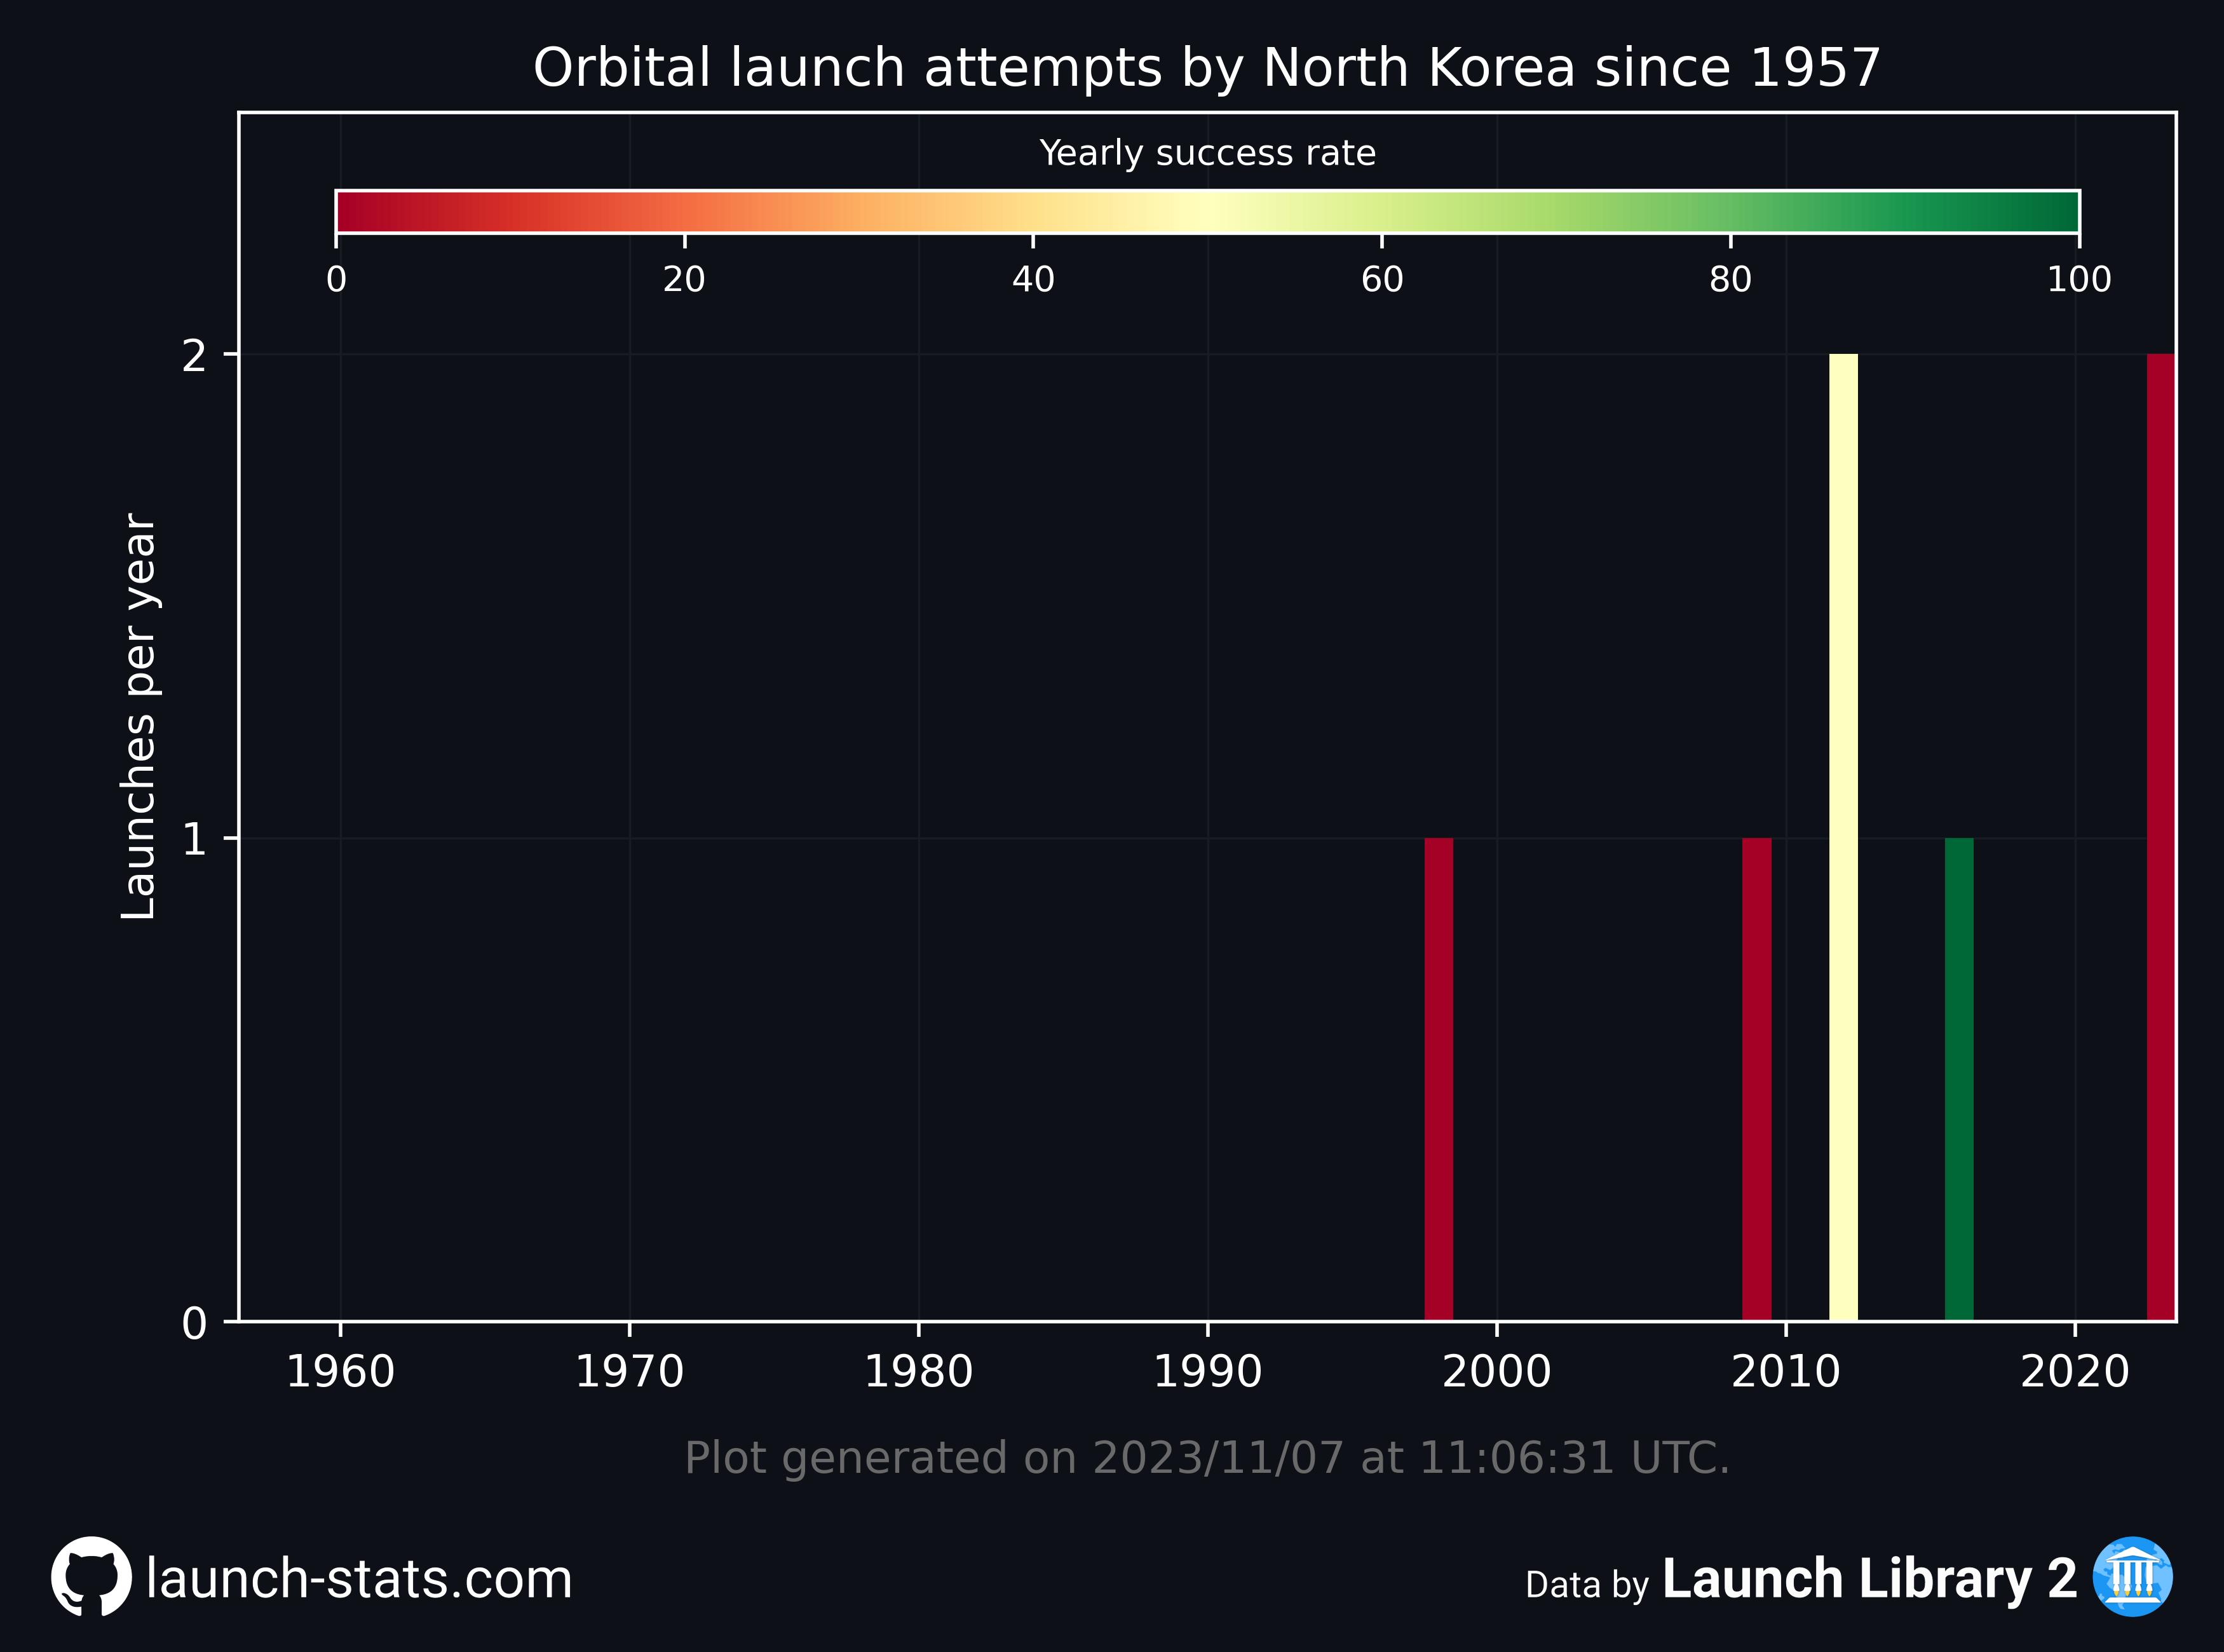 Orbital launch attempts by North Korea since 1957
Yearly success rate
0 20 40 60 80 100
Launches per year
2
1
0
1960 1970 1980 1990 2000 2010 2020
Plot generated on 2023/11/07 at 11:06:31 UTC.
launch-stats.com
Data by Launch Library 2